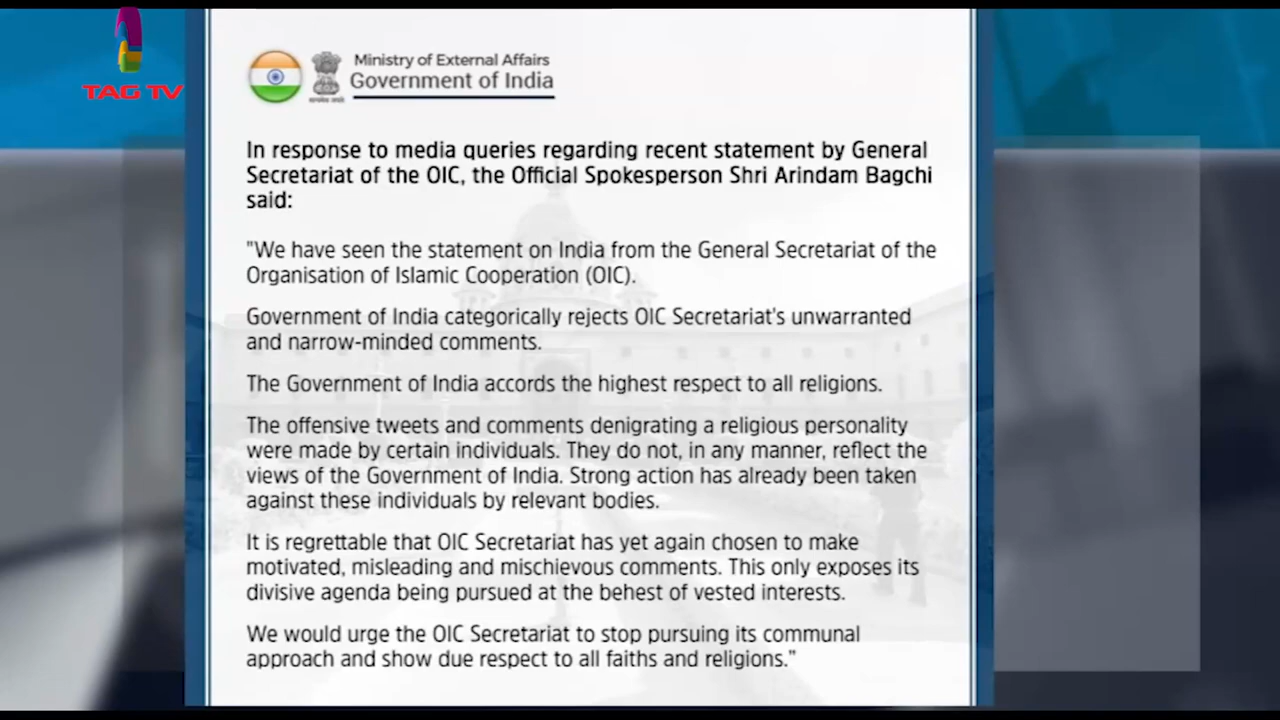 TAG TV
Ministry of External Affairs
Government of India
In response to media queries regarding recent statement by General
Secretariat of the OIC, the Official Spokesperson Shri Arindam Bagchi
said:
"We have seen the statement on India from the General Secretariat of the
Organisation of Islamic Cooperation (OIC).
Government of India categorically rejects OIC Secretariat's unwarranted
and narrow-minded comments.
The Government of India accords the highest respect to all religions.
The offensive tweets and comments denigrating a religious personality
were made by certain individuals. They do not, in any manner, reflect the
views of the Government of India. Strong action has already been taken
against these individuals by relevant bodies.
It is regrettable that OIC Secretariat has yet again chosen to make
motivated, misleading and mischievous comments. This only exposes its
divisive agenda being pursued at the behest of vested interests.
We would urge the OIC Secretariat to stop pursuing its communal
approach and show due respect to all faiths and religions."